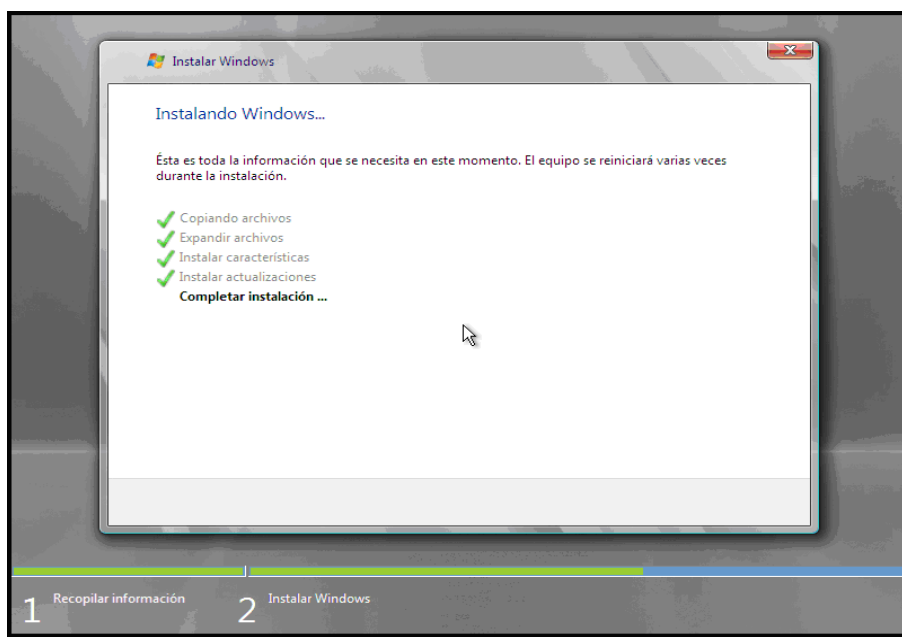 Instalar Windows
Instalando Windows...
Ésta es toda la información que se necesita en este momento. El equipo se reiniciará varias veces
durante la instalación.
Copiando archivos
Expandir archivos
Instalar características
Instalar actualizaciones
Completar instalación ...
1 Recopilar información
2 Instalar Windows